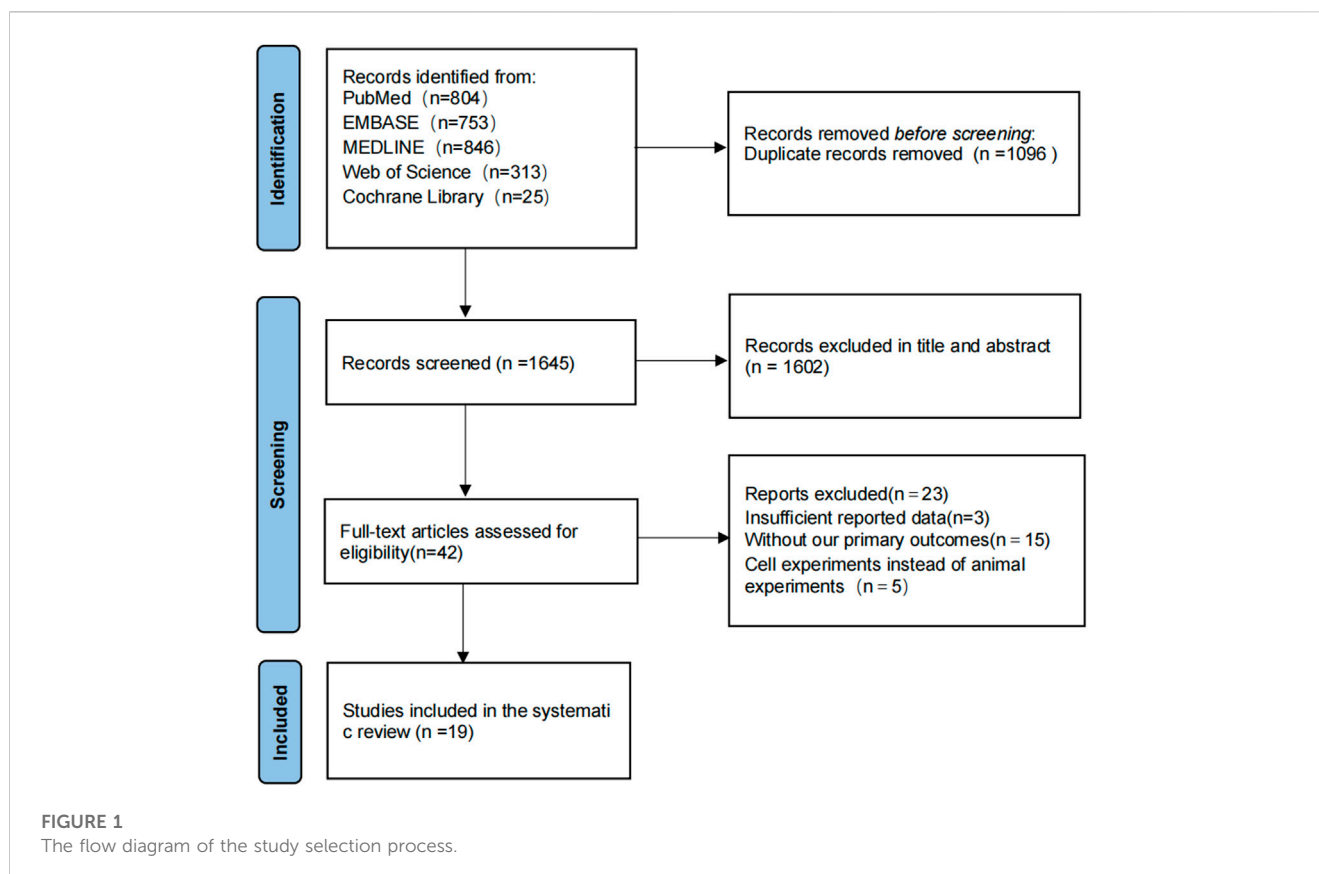 Identification
Records identified from:
PubMed（n=804）
EMBASE（n=753）
MEDLINE（n=846）
Web of Science（n=313）
Cochrane Library（n=25）
Records removed before screening:
Duplicate records removed（n =1096 ）
Screening
Records screened (n =1645)
Records excluded in title and abstract
(n = 1602)
Full-text articles assessed for
eligibility(n=42)
Reports excluded(n = 23)
Insufficient reported data(n=3)
Without our primary outcomes(n = 15)
Cell experiments instead of animal
experiments（n = 5）
Included
Studies included in the systemati
c review (n =19)
FIGURE 1
The flow diagram of the study selection process.